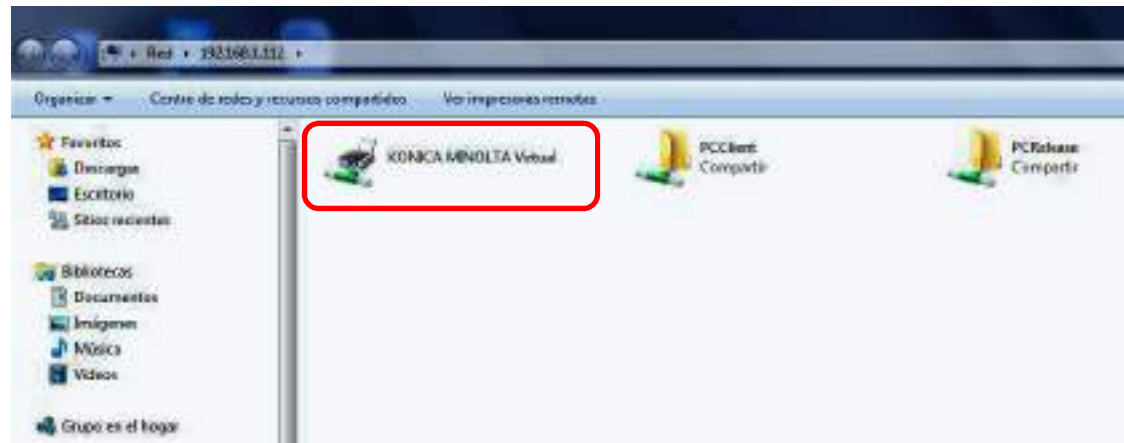 Red 192.168.1.112
Organizar Centro de redes y recursos compartidos Ver impresoras remotas
Favoritos
Descargas
Escritorio
Sitios recientes
Bibliotecas
Documentos
Imágenes
Música
Vídeos
Grupo en el hogar
KONICA MINOLTA Virtual
PCClient
Compartir
PCRelease
Compartir